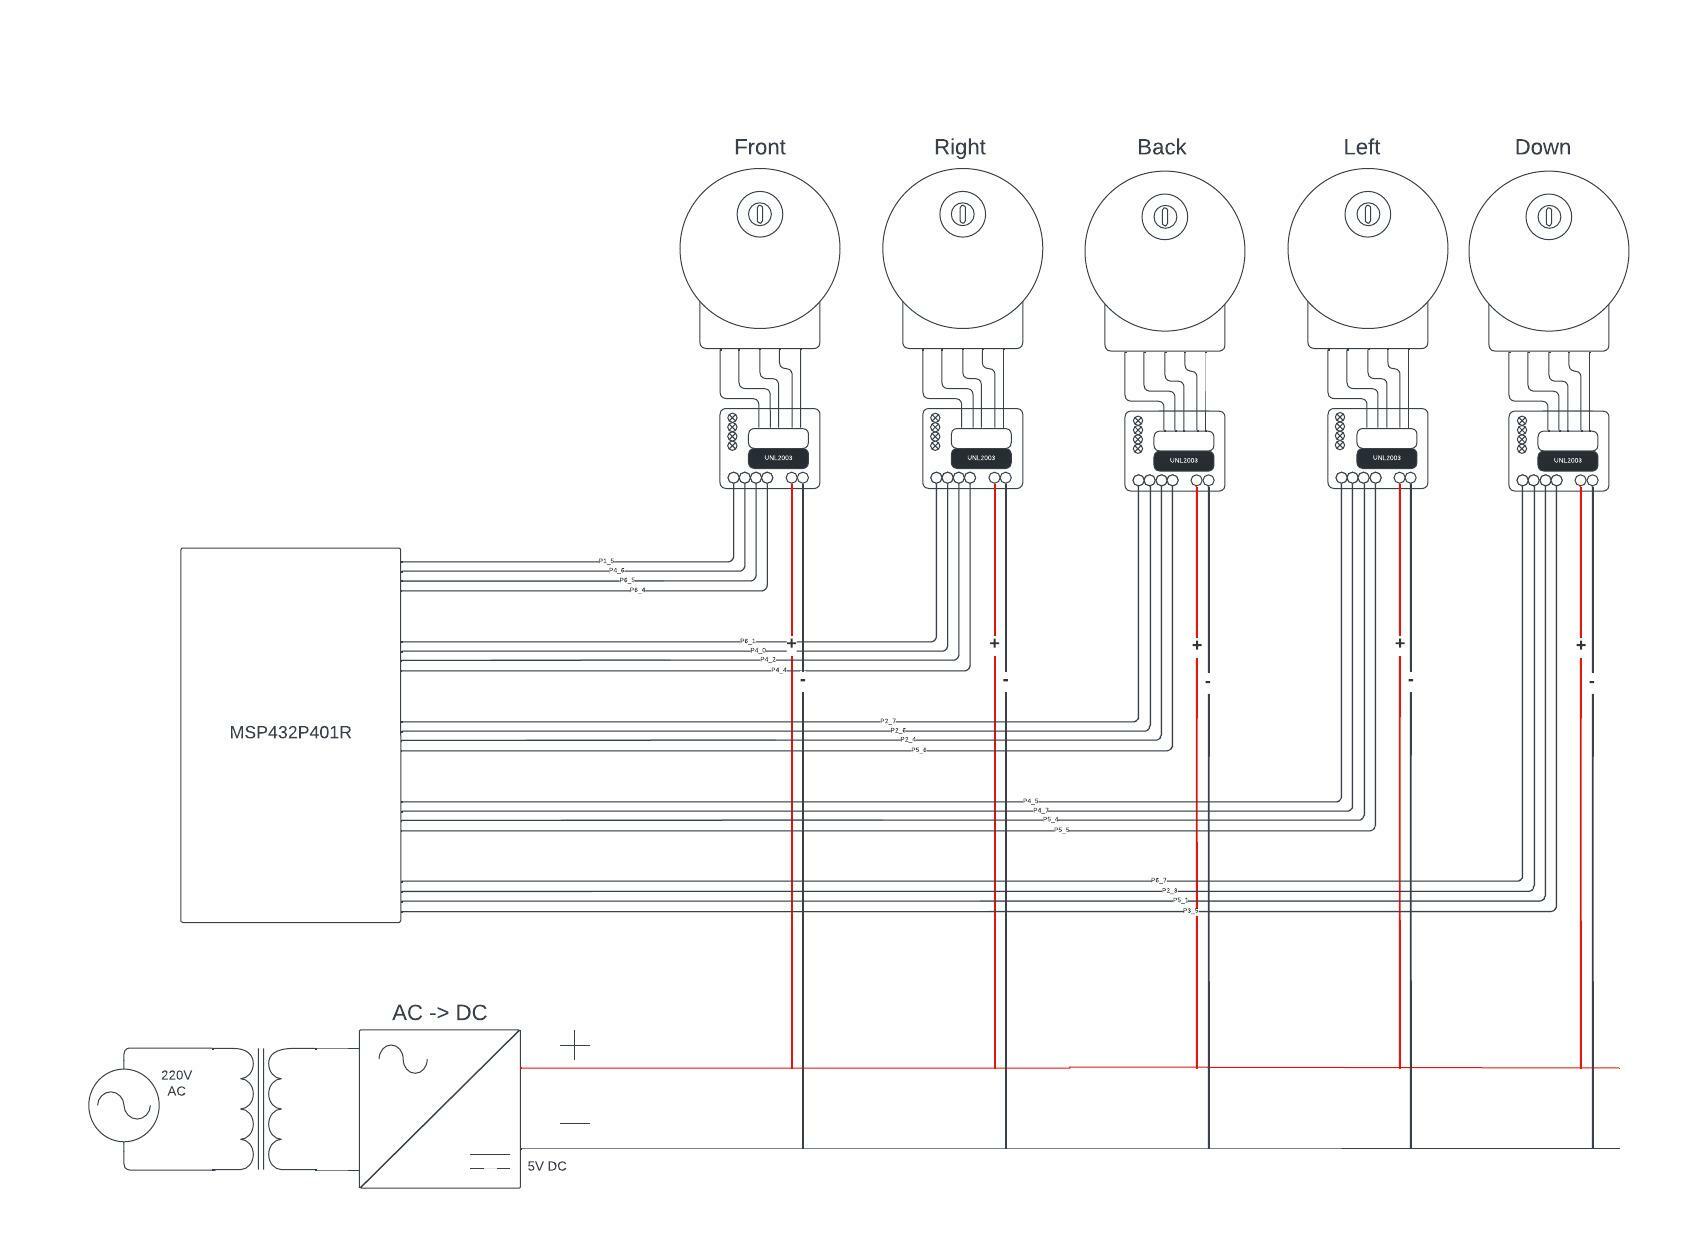 Front
Right
Back
Left
Down
UNL2003
UNL2003
UNL2003
UNL2003
UNL2003
P1_5
P4_6
P6_5
P6_4
P6_1
P4_0
P4_2
P4_4
+
+
+
+
+
-
-
-
-
-
P2_7
P2_6
P2_4
P5_6
MSP432P401R
P4_5
P4_7
P5_4
P5_5
P6_7
P2_3
P5_1
AC -> DC
220V
AC
5V DC